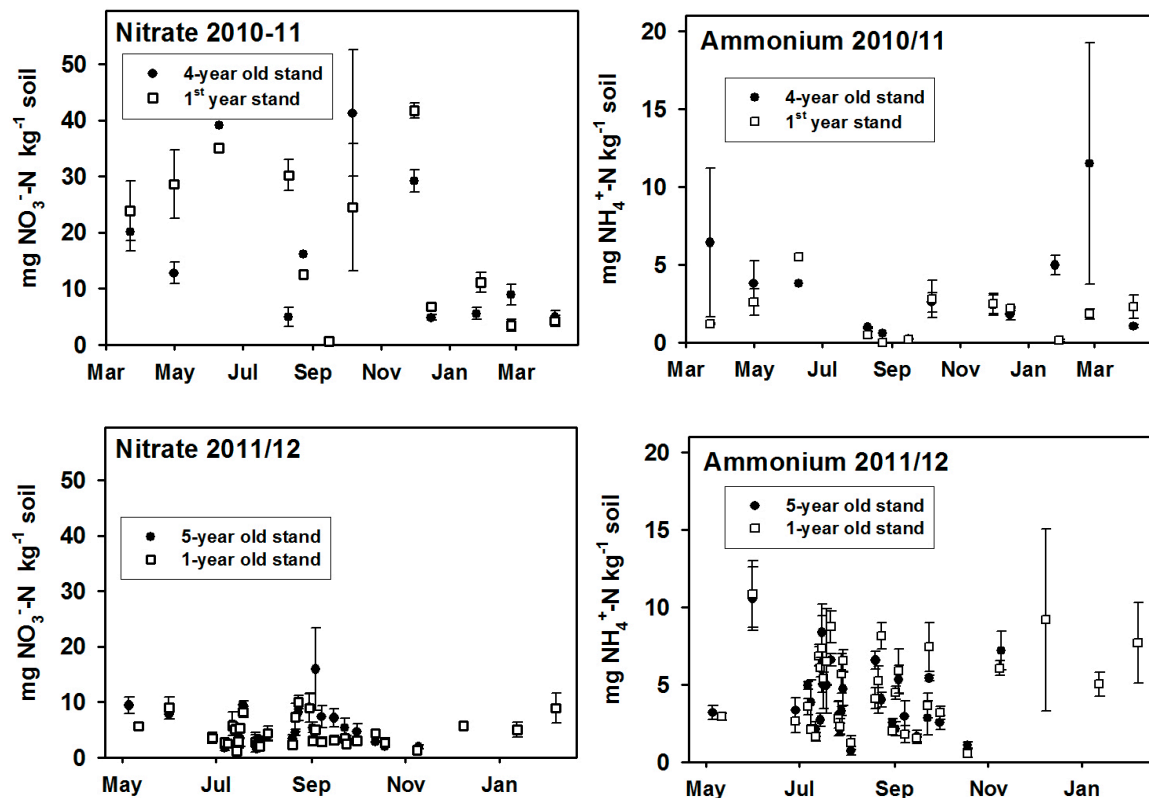 Nitrate 2010-11
4-year old stand
1st year stand
mg NO3−-N kg-1 soil
50
40
30
20
10
0
Mar May Jul Sep Nov Jan Mar
Ammonium 2010/11
4-year old stand
1st year stand
mg NH4+-N kg-1 soil
20
15
10
5
0
Mar May Jul Sep Nov Jan Mar
Nitrate 2011/12
5-year old stand
1-year old stand
mg NO3−-N kg-1 soil
50
40
30
20
10
0
May Jul Sep Nov Jan
Ammonium 2011/12
5-year old stand
1-year old stand
mg NH4+-N kg-1 soil
20
15
10
5
0
May Jul Sep Nov Jan